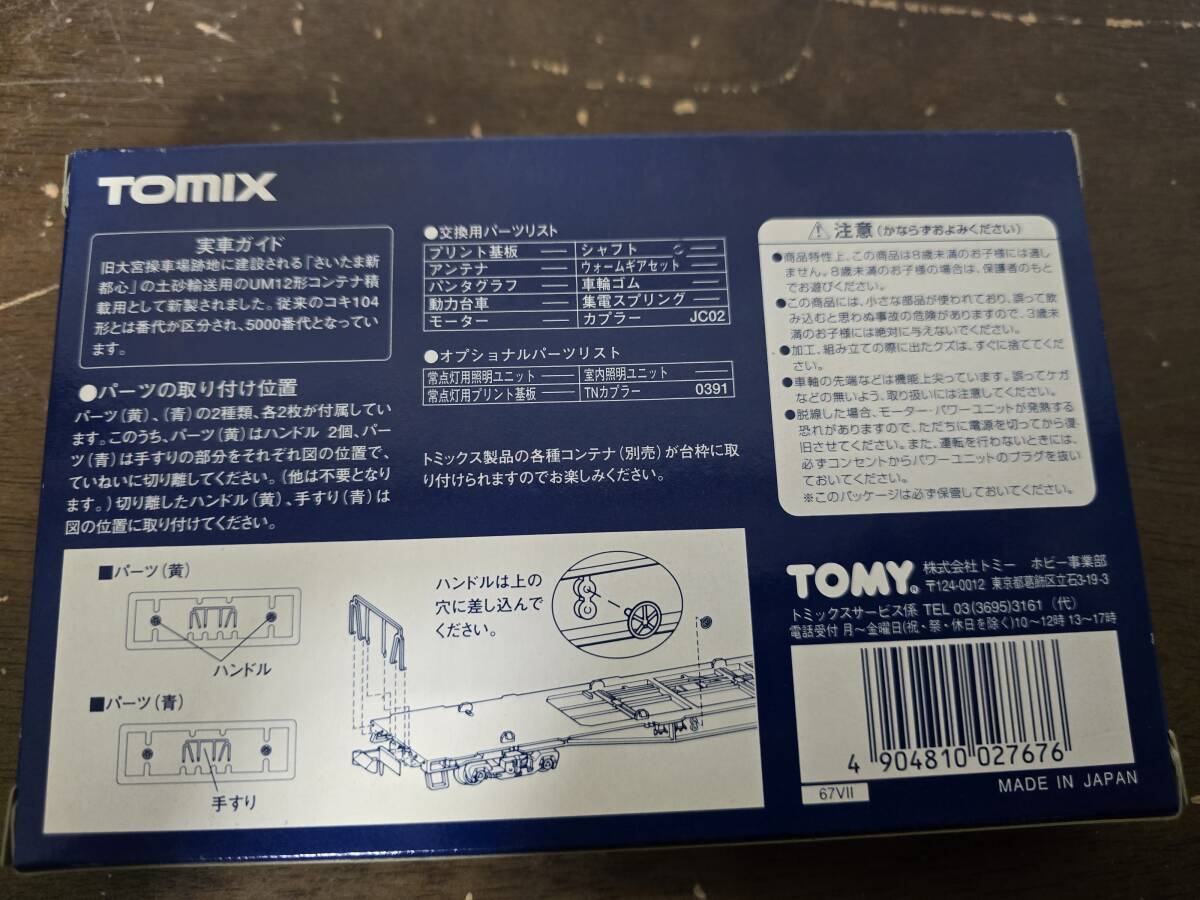 TOMIX
実車ガイド
旧大宮操車場跡地に建設される「さいたま新
都心」の土砂輸送用のUM12形コンテナ積
載用として新製されました。従来のコキ104
形とは番代が区分され、5000番代となってい
ます。
●パーツの取り付け位置
パーツ(黄)、(青)の2種類、各2枚が付属してい
ます。このうち、パーツ(黄)はハンドル 2個、パー
ツ(青)は手すりの部分をそれぞれ図の位置で、
ていねいに切り離してください。(他は不要となり
ます。)切り離したハンドル(黄)、手すり(青)は
図の位置に取り付けてください。
●交換用パーツリスト
プリント基板 ── シャフト ──
アンテナ ── ウォームギアセット ──
パンタグラフ ── 車輪ゴム ──
動力台車 ── 集電スプリング ──
モーター ── カプラー JC02
●オプショナルパーツリスト
常点灯用照明ユニット ── 室内照明ユニット ──
常点灯用プリント基板 ── TNカプラー 0391
トミックス製品の各種コンテナ(別売)が台枠に取
り付けられますのでお楽しみください。
⚠注意(かならずおよみください)
●商品特性上、この商品は8歳未満のお子様には適し
ません。8歳未満のお子様の場合は、保護者のもと
でお遊びください。
●この商品には、小さな部品が使われており、誤って飲
み込むと思わぬ事故の危険がありますので、3歳未
満のお子様には絶対に与えないでください。
●加工、組み立ての際に出たクズは、すぐに捨ててくだ
さい。
●車軸の先端などは機能上尖っています。誤ってケガ
などの無いよう、取り扱いには注意してください。
●脱線した場合、モーター・パワーユニットが発熱する
恐れがありますので、ただちに電源を切ってから復
旧させてください。また、運転を行わないときには、
必ずコンセントからパワーユニットのプラグを抜い
ておいてください。
※このパッケージは必ず保管しておいてください。
■パーツ(黄)
ハンドル
■パーツ(青)
手すり
ハンドルは上の
穴に差し込んで
ください。
TOMY® 株式会社トミー ホビー事業部
〒124-0012 東京都葛飾区立石3-19-3
トミックスサービス係 TEL 03(3695)3161(代)
電話受付 月~金曜日(祝・祭・休日を除く)10~12時 13~17時
4 904810 027676
67VII
MADE IN JAPAN